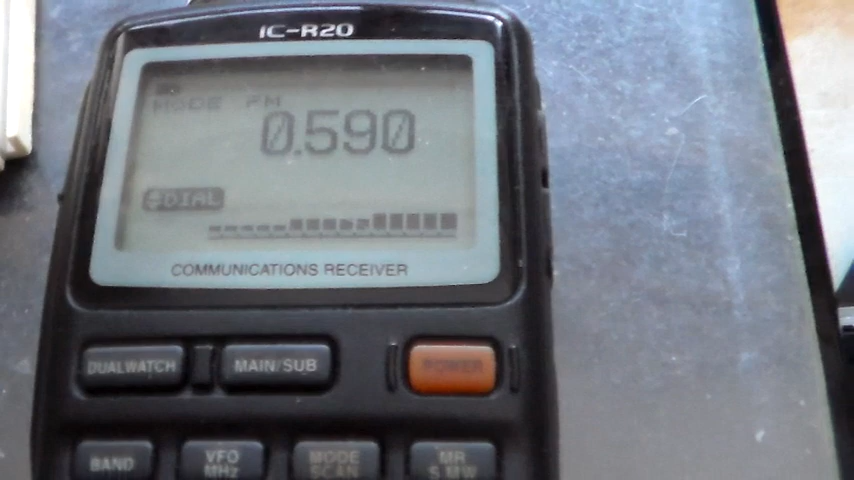 IC-R20
MODE FM
0.590
DIAL
COMMUNICATIONS RECEIVER
DUALWATCH MAIN/SUB POWER
BAND VFO MHz MODE SCAN MR S.MW